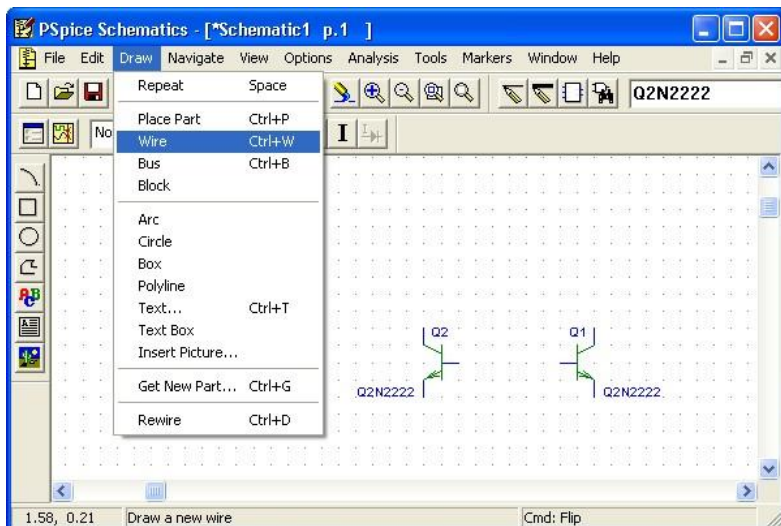 PSpice Schematics - [*Schematic1 p.1 ]
File Edit Draw Navigate View Options Analysis Tools Markers Window Help
Q2N2222
No
Repeat Space
Place Part Ctrl+P
Wire Ctrl+W
Bus Ctrl+B
Block
Arc
Circle
Box
Polyline
Text... Ctrl+T
Text Box
Insert Picture...
Get New Part... Ctrl+G
Rewire Ctrl+D
Q2 Q1
Q2N2222 Q2N2222
1.58, 0.21 Draw a new wire Cmd: Flip